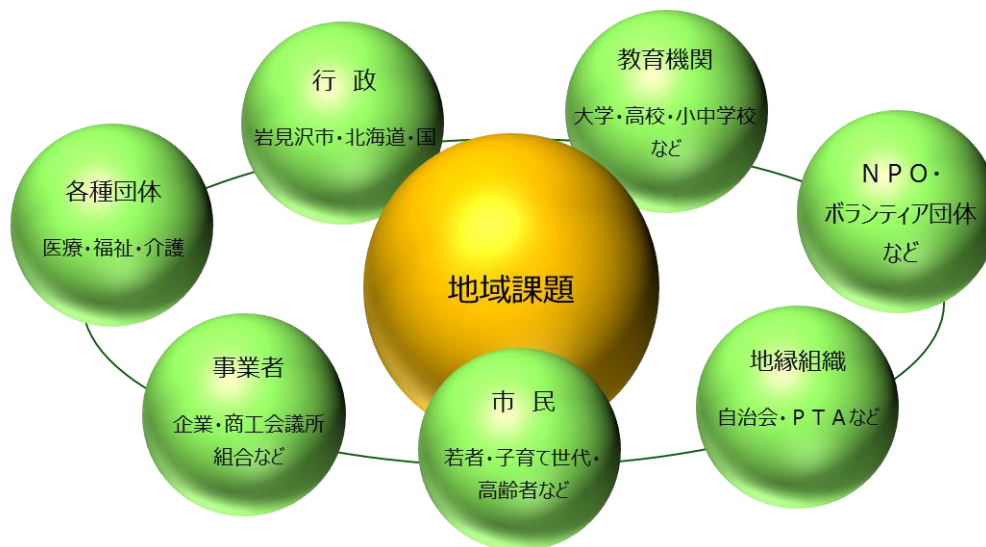 行 政
岩見沢市・北海道・国
教育機関
大学・高校・小中学校
など
各種団体
医療・福祉・介護
ＮＰＯ・
ボランティア団体
など
地域課題
事業者
企業・商工会議所
組合など
市 民
若者・子育て世代・
高齢者など
地縁組織
自治会・ＰＴＡなど